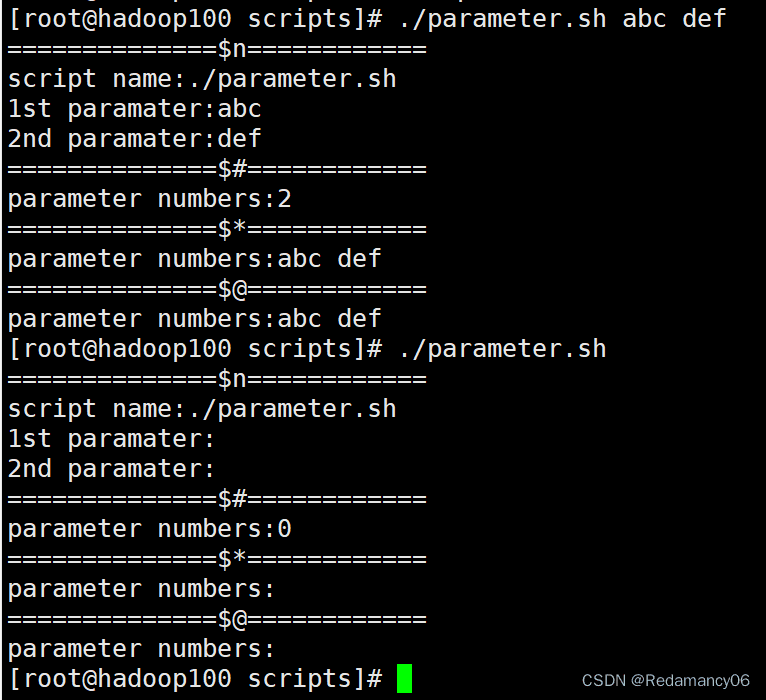 [root@hadoop100 scripts]# ./parameter.sh abc def
==============$n============
script name:./parameter.sh
1st paramater:abc
2nd paramater:def
==============$#============
parameter numbers:2
==============$*============
parameter numbers:abc def
==============$@============
parameter numbers:abc def
[root@hadoop100 scripts]# ./parameter.sh
==============$n============
script name:./parameter.sh
1st paramater:
2nd paramater:
==============$#============
parameter numbers:0
==============$*============
parameter numbers:
==============$@============
parameter numbers:
[root@hadoop100 scripts]#
CSDN @Redamancy06